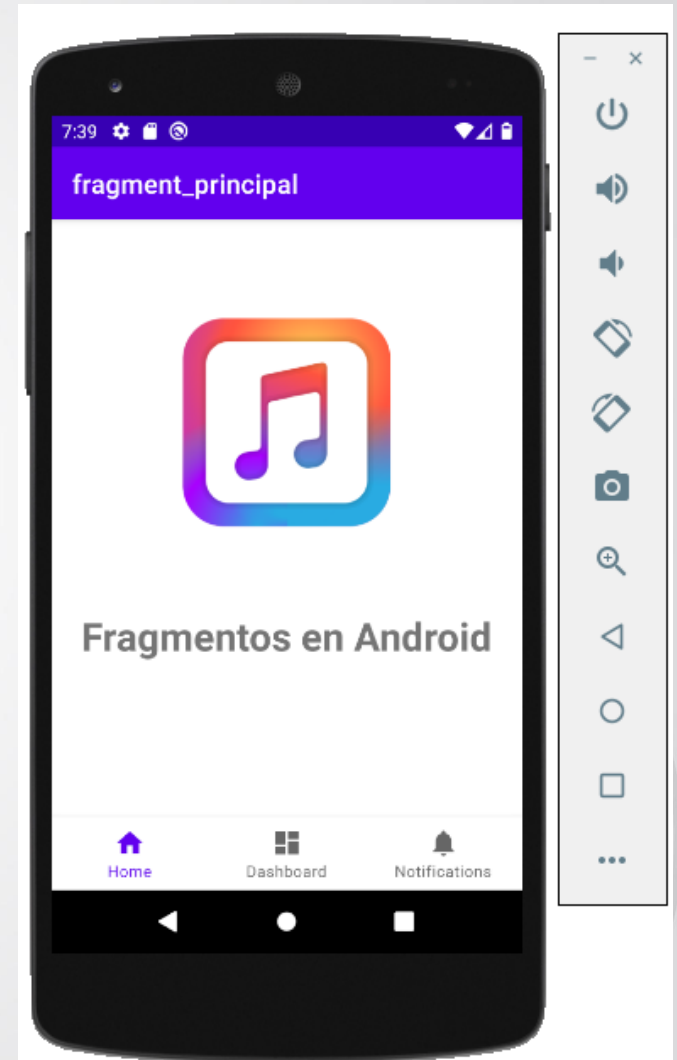 7:39
fragment_principal
Fragmentos en Android
Home
Dashboard
Notifications